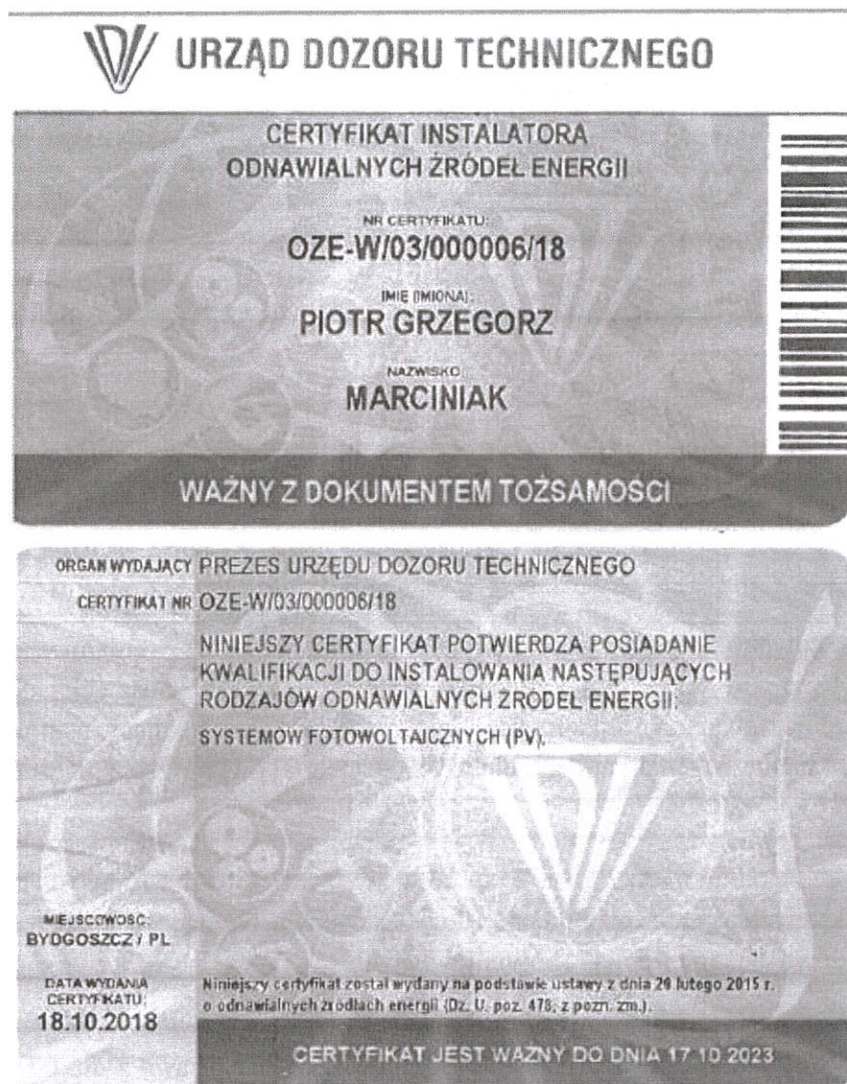 URZĄD DOZORU TECHNICZNEGO
CERTYFIKAT INSTALATORA
ODNAWIALNYCH ŹRÓDEŁ ENERGII
NR CERTYFIKATU:
OZE-W/03/000006/18
IMIĘ (IMIONA):
PIOTR GRZEGORZ
NAZWISKO:
MARCINIAK
WAŻNY Z DOKUMENTEM TOŻSAMOŚCI
ORGAN WYDAJĄCY PREZES URZĘDU DOZORU TECHNICZNEGO
CERTYFIKAT NR OZE-W/03/000006/18
NINIEJSZY CERTYFIKAT POTWIERDZA POSIADANIE
KWALIFIKACJI DO INSTALOWANIA NASTĘPUJĄCYCH
RODZAJÓW ODNAWIALNYCH ŹRÓDEŁ ENERGII:
SYSTEMÓW FOTOWOLTAICZNYCH (PV).
MIEJSCOWOŚĆ:
BYDGOSZCZ / PL
DATA WYDANIA
CERTYFIKATU:
18.10.2018
Niniejszy certyfikat został wydany na podstawie ustawy z dnia 20 lutego 2015 r.
o odnawialnych źródłach energii (Dz. U. poz. 478, z pozn. zm.).
CERTYFIKAT JEST WAŻNY DO DNIA 17.10.2023